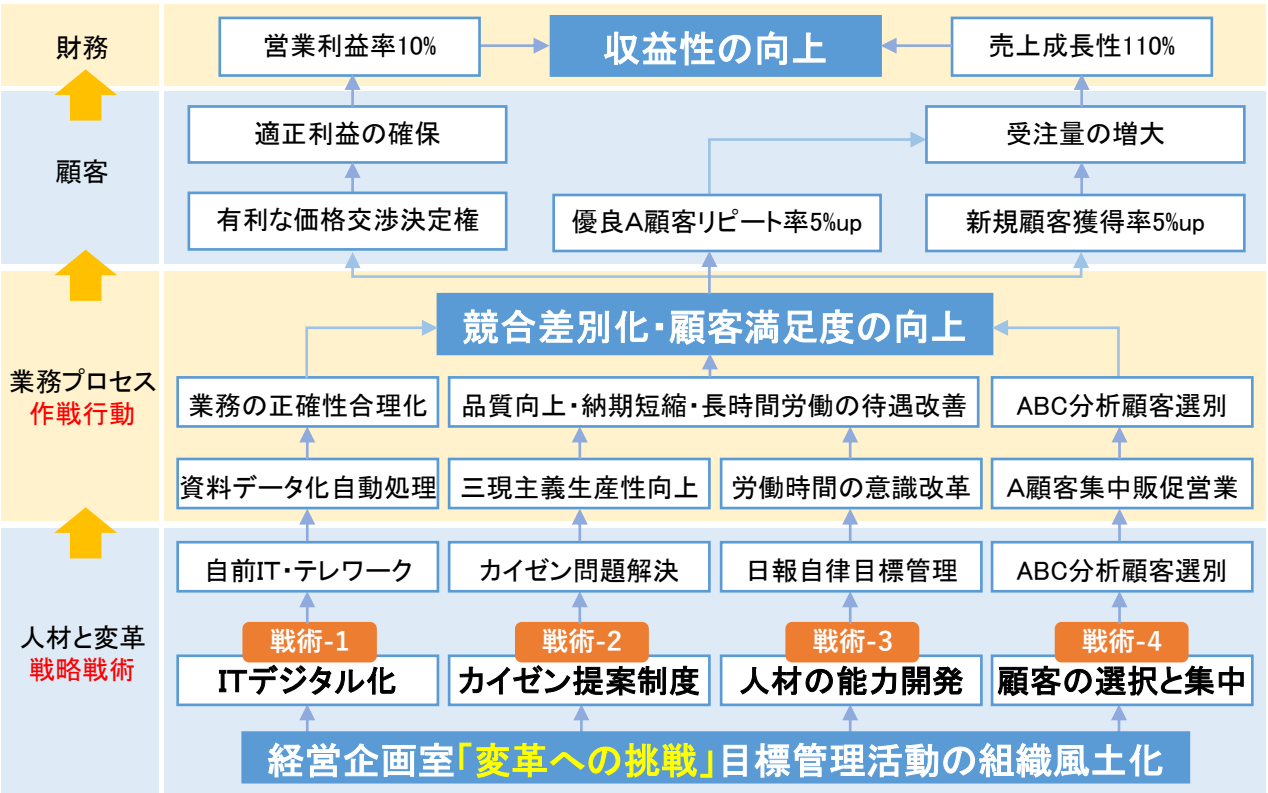 財務
営業利益率10%
収益性の向上
売上成長性110%
顧客
適正利益の確保
受注量の増大
有利な価格交渉決定権
優良A顧客リピート率5%up
新規顧客獲得率5%up
業務プロセス
作戦行動
競合差別化・顧客満足度の向上
業務の正確性合理化
品質向上・納期短縮・長時間労働の待遇改善
ABC分析顧客選別
資料データ化自動処理
三現主義生産性向上
労働時間の意識改革
A顧客集中販促営業
人材と変革
戦略戦術
自前IT・テレワーク
カイゼン問題解決
日報自律目標管理
ABC分析顧客選別
戦術-1
戦術-2
戦術-3
戦術-4
ITデジタル化
カイゼン提案制度
人材の能力開発
顧客の選択と集中
経営企画室「変革への挑戦」目標管理活動の組織風土化